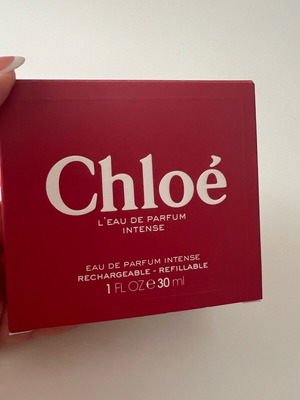 Chloé
L'EAU DE PARFUM
INTENSE
EAU DE PARFUM INTENSE
RECHARGEABLE - REFILLABLE
1 FL OZ ℮ 30 ml